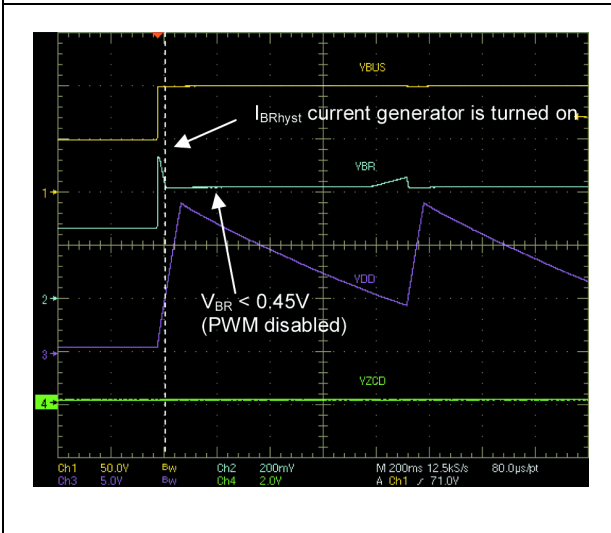 VBUS
I_BRhyst current generator is turned on
VBR
1
VDD
2
V_BR < 0.45V
(PWM disabled)
3
VZCD
4
Ch1 50.0V Bw Ch2 200mV M 200ms 12.5kS/s 80.0µs/pt
Ch3 5.0V Bw Ch4 2.0V A Ch1 / 71.0V